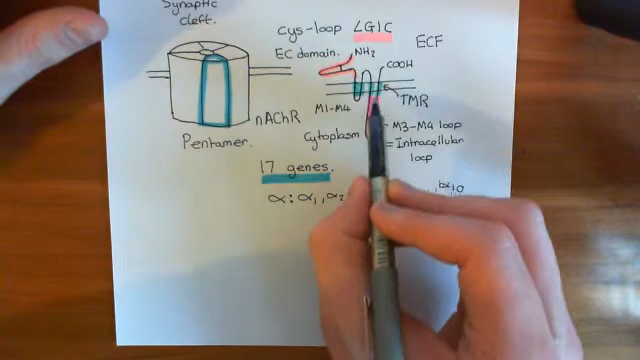 Synaptic
cleft.
cys-loop LGIC
EC domain.
NH₂
ECF
COOH
TMR
M1-M4
nAChR
Pentamer.
Cytoplasm
- M3-M4 loop
= Intracellular
loop
17 genes.
α: α₁, α₂